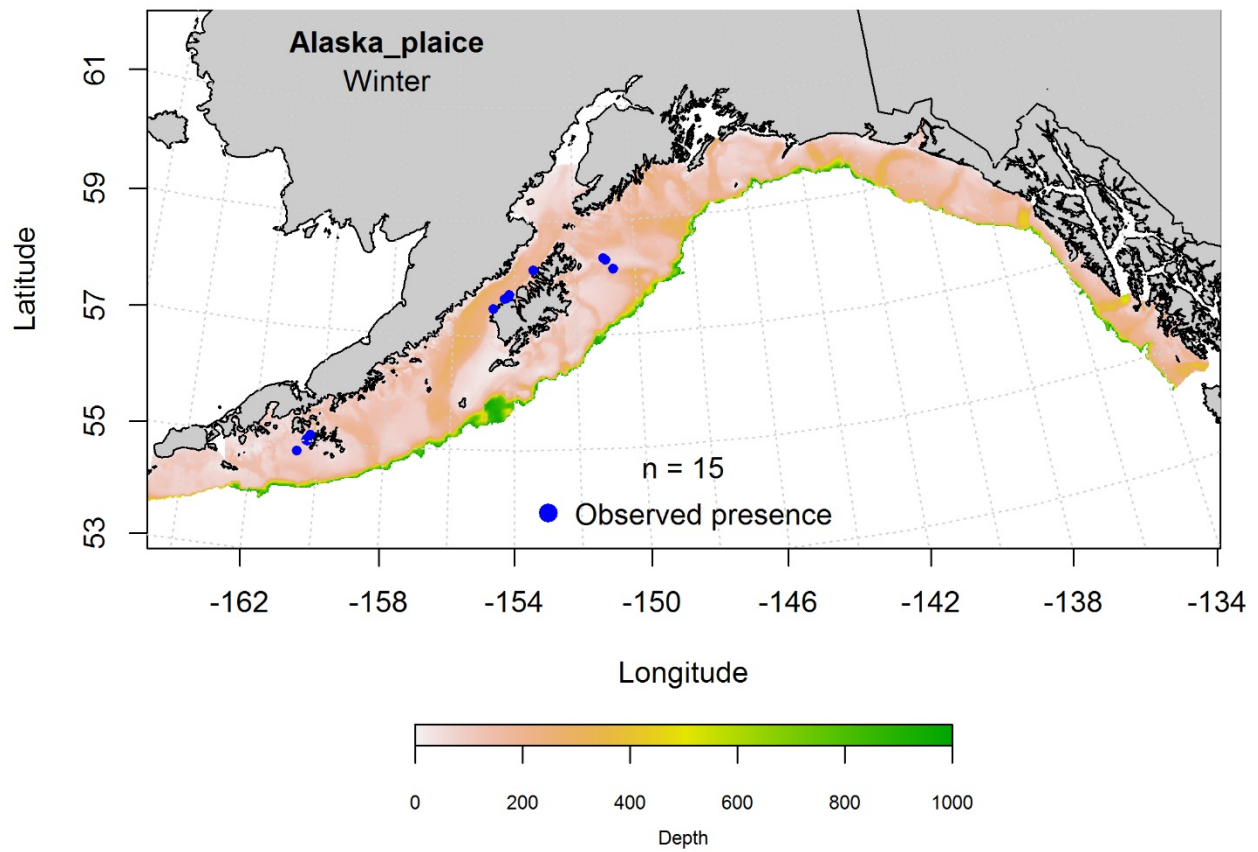 Alaska_plaice
Winter
61
59
57
55
53
Latitude
n = 15
Observed presence
-162 -158 -154 -150 -146 -142 -138 -134
Longitude
0 200 400 600 800 1000
Depth